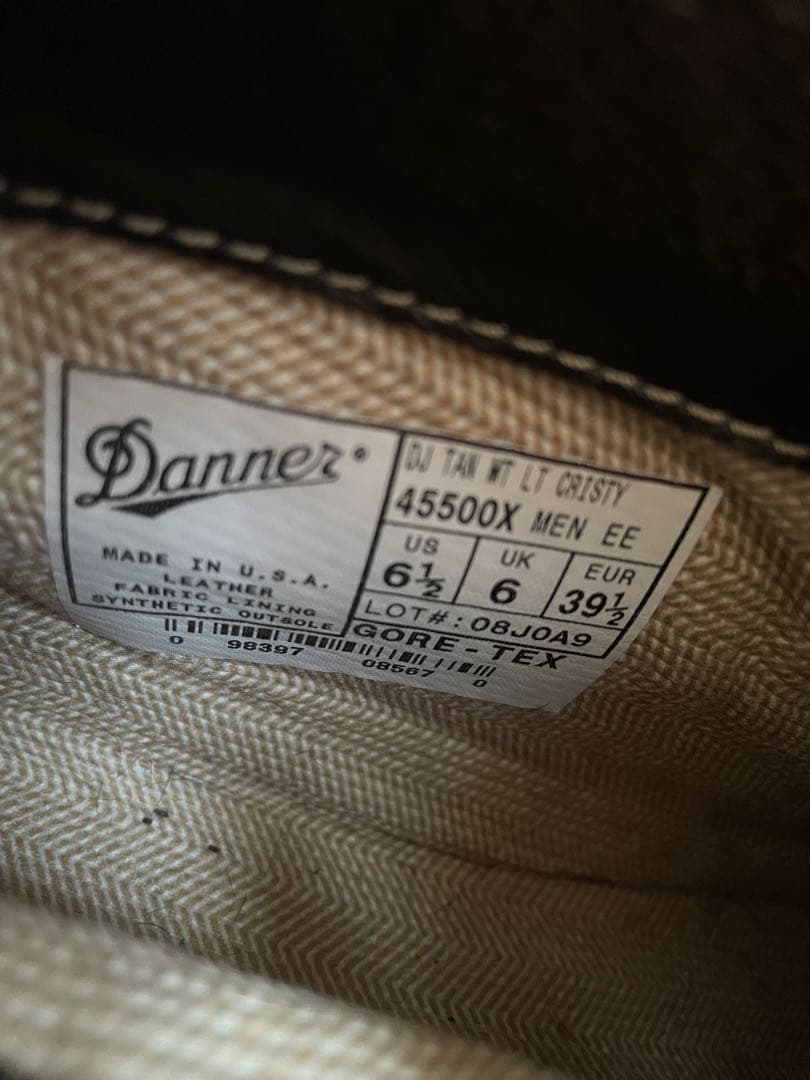 Danner®
MADE IN U.S.A.
LEATHER
FABRIC LINING
SYNTHETIC OUTSOLE
DJ TAN WT LT CRISTY
45500X MEN EE
US
6½
UK
6
EUR
39½
LOT#: 08J0A9
GORE-TEX
0 98397 08567 0